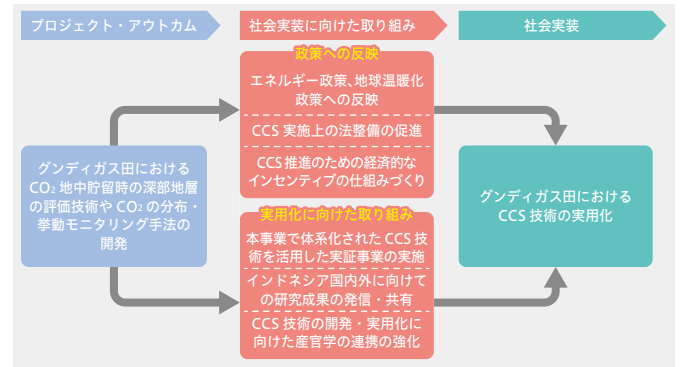 プロジェクト・アウトカム
社会実装に向けた取り組み
社会実装
政策への反映
エネルギー政策、地球温暖化
政策への反映
CCS 実施上の法整備の促進
CCS 推進のための経済的な
インセンティブの仕組みづくり
グンディガス田における
CO₂ 地中貯留時の深部地層
の評価技術や CO₂ の分布・
挙動モニタリング手法の
開発
実用化に向けた取り組み
本事業で体系化された CCS 技
術を活用した実証事業の実施
インドネシア国内外に向けて
の研究成果の発信・共有
CCS 技術の開発・実用化に
向けた産官学の連携の強化
グンディガス田における
CCS 技術の実用化